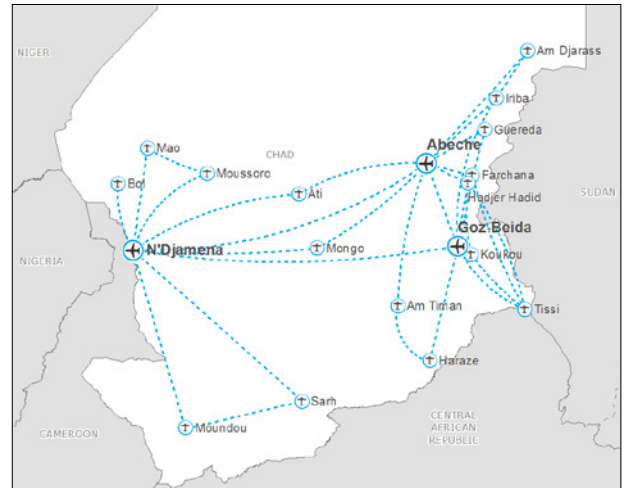 NIGER
Am Djarass
Iriba
Guereda
Abeche
Mao
CHAD
Moussoro
Farchana
Bol
Hadjer Hadid
Ati
SUDAN
Goz-Beida
N'Djamena
Mongo
Koukou
NIGERIA
Am Timan
Tissi
Haraze
Sarh
Moundou
CENTRAL
AFRICAN
REPUBLIC
CAMEROON